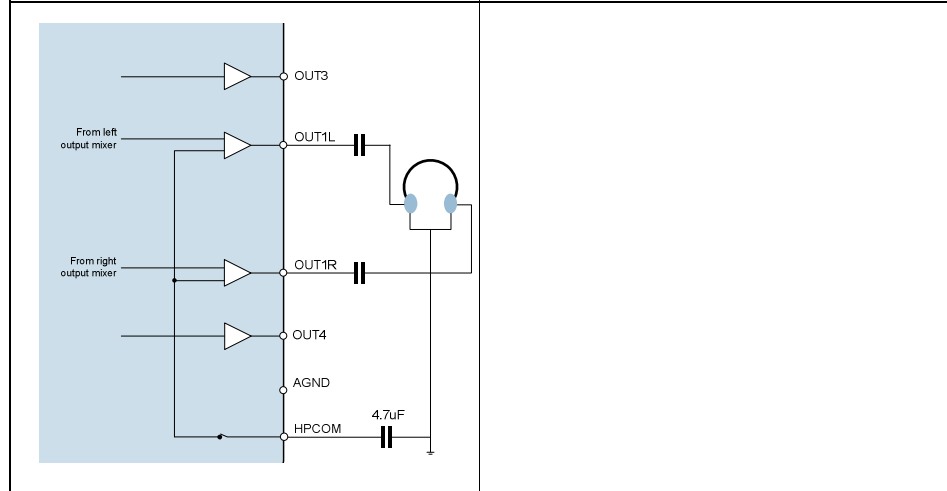 OUT3
From left
output mixer
OUT1L
From right
output mixer
OUT1R
OUT4
AGND
4.7uF
HPCOM